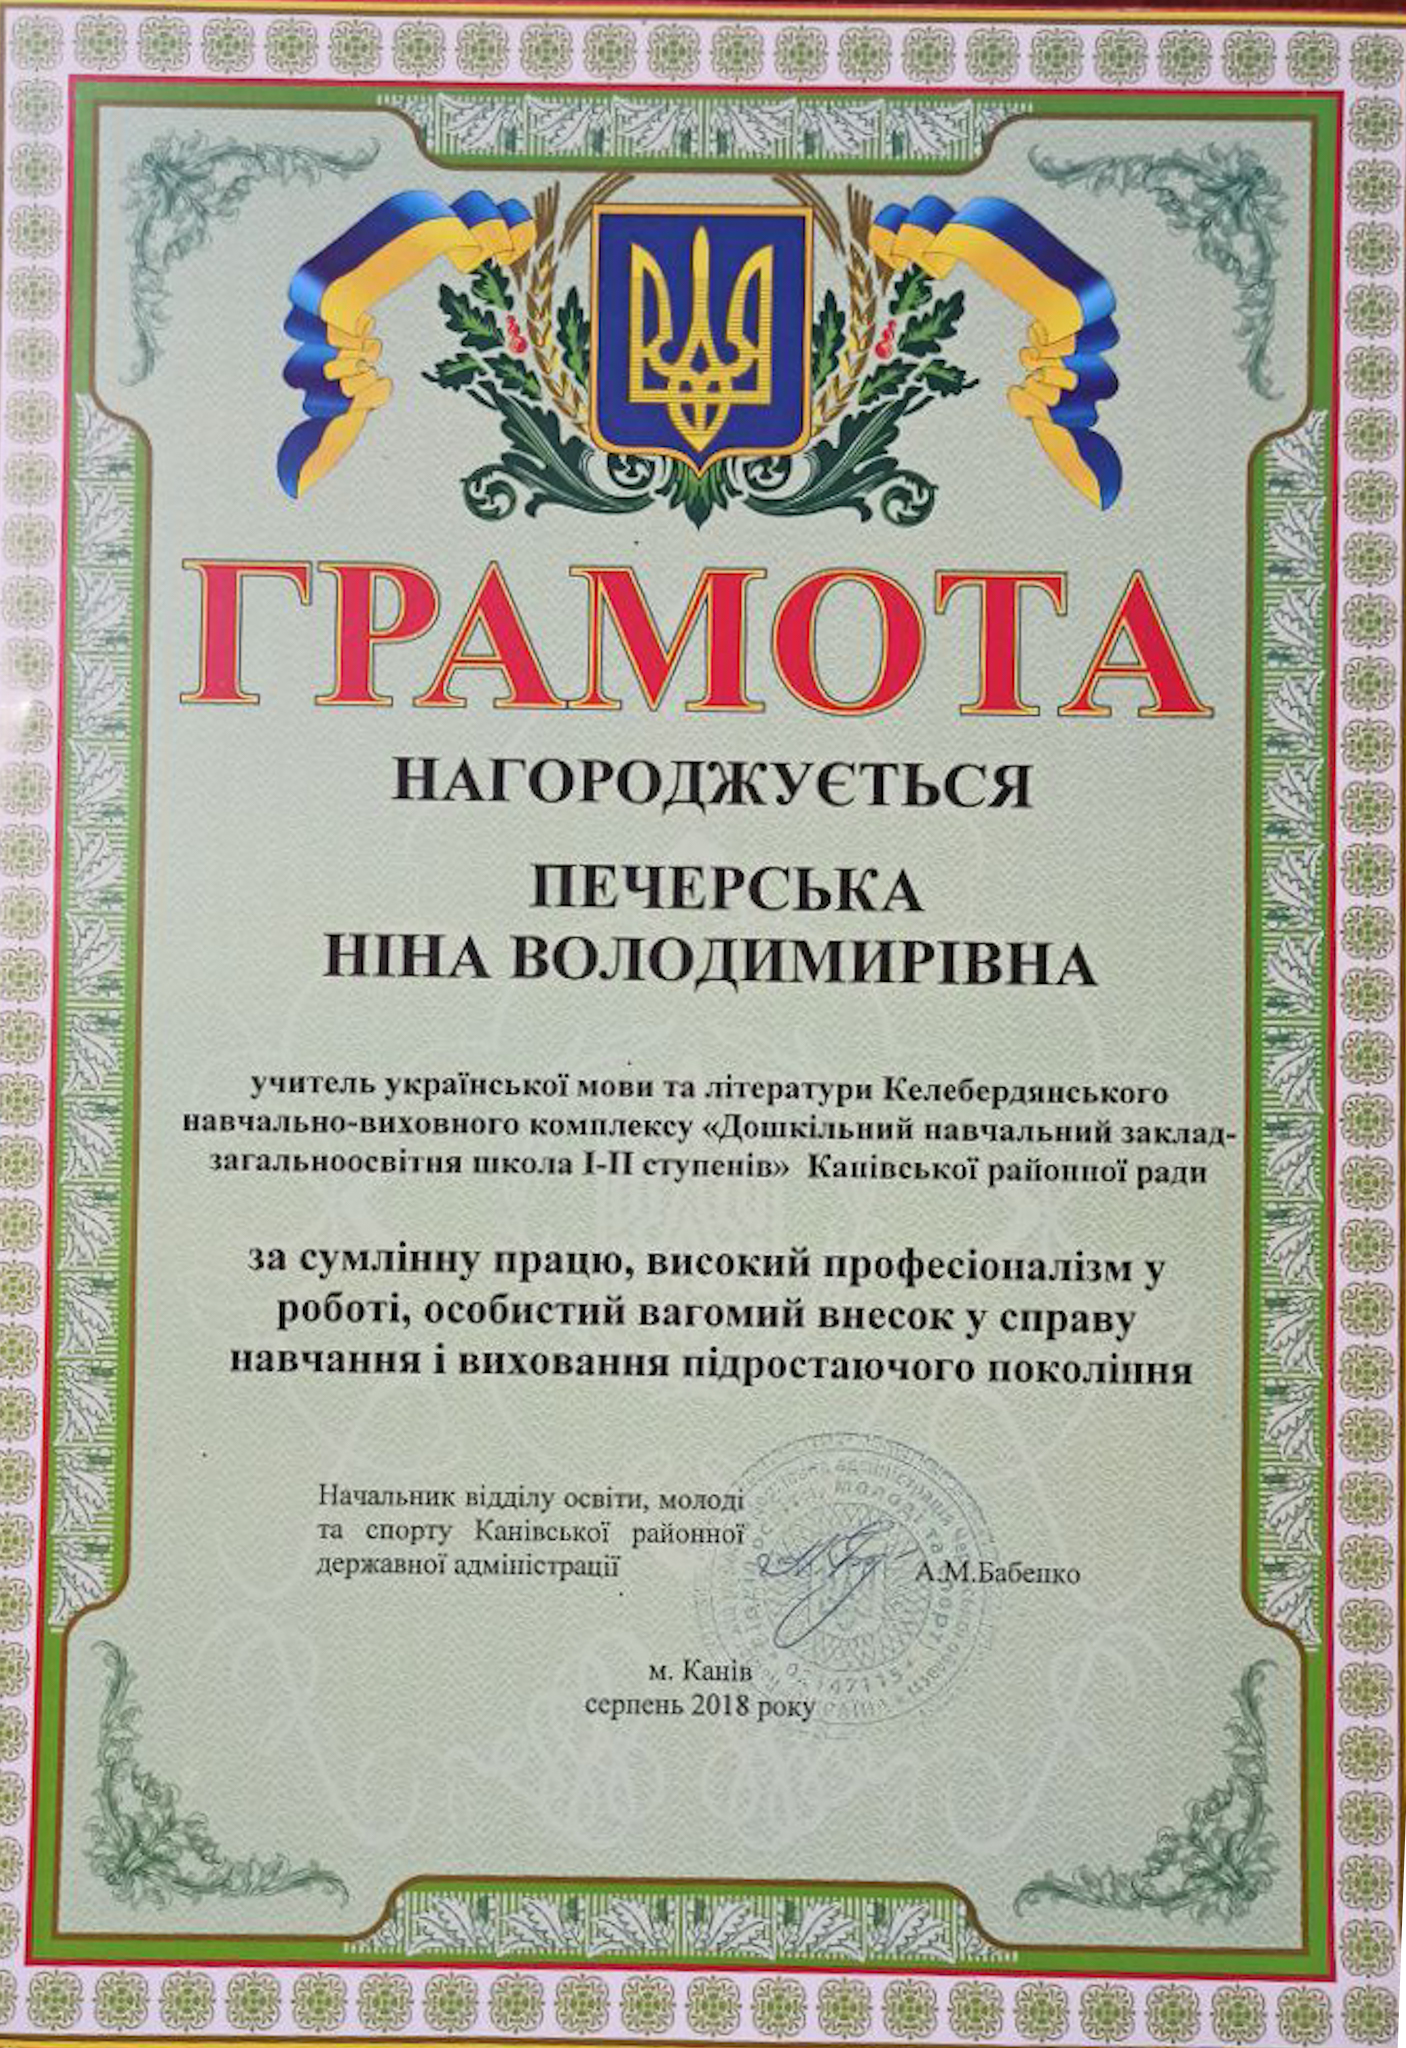 ГРАМОТА
НАГОРОДЖУЄТЬСЯ
ПЕЧЕРСЬКА
НІНА ВОЛОДИМИРІВНА
учитель української мови та літератури Келебердянського
навчально-виховного комплексу «Дошкільний навчальний заклад-
загальноосвітня школа І-ІІ ступенів» Канівської районної ради
за сумлінну працю, високий професіоналізм у
роботі, особистий вагомий внесок у справу
навчання і виховання підростаючого покоління
Начальник відділу освіти, молоді
та спорту Канівської районної
державної адміністрації
А.М.Бабенко
м. Канів
серпень 2018 року